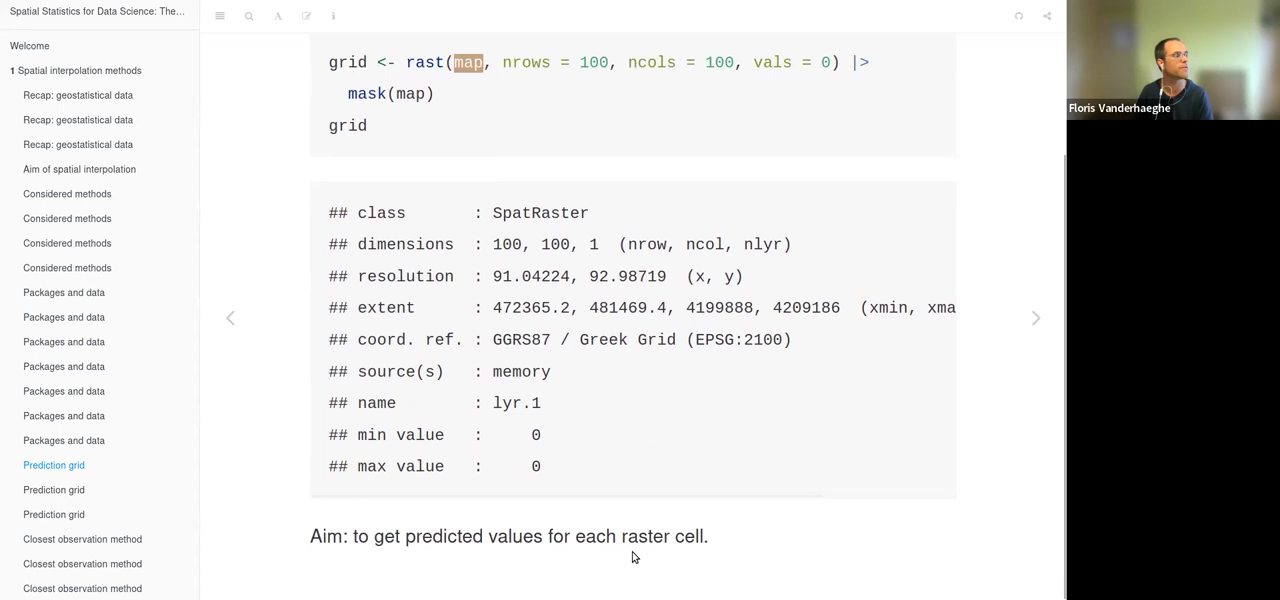 Spatial Statistics for Data Science: The...
Welcome
1 Spatial interpolation methods
Recap: geostatistical data
Recap: geostatistical data
Recap: geostatistical data
Aim of spatial interpolation
Considered methods
Considered methods
Considered methods
Considered methods
Packages and data
Packages and data
Packages and data
Packages and data
Packages and data
Packages and data
Packages and data
Prediction grid
Prediction grid
Prediction grid
Closest observation method
Closest observation method
Closest observation method
grid <- rast(map, nrows = 100, ncols = 100, vals = 0) |>
mask(map)
grid
## class : SpatRaster
## dimensions : 100, 100, 1 (nrow, ncol, nlyr)
## resolution : 91.04224, 92.98719 (x, y)
## extent : 472365.2, 481469.4, 4199888, 4209186 (xmin, xma
## coord. ref. : GGRS87 / Greek Grid (EPSG:2100)
## source(s) : memory
## name : lyr.1
## min value : 0
## max value : 0
Aim: to get predicted values for each raster cell.
Floris Vanderhaeghe